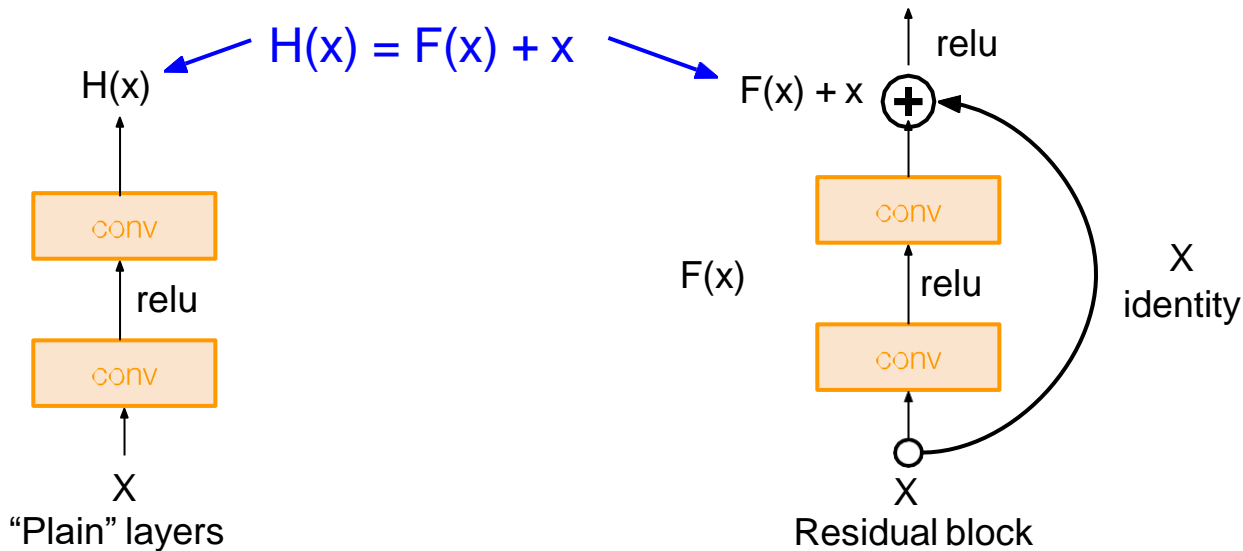 H(x) = F(x) + x
H(x)
conv
relu
conv
X
“Plain” layers
relu
F(x) + x
conv
F(x)
relu
X
identity
conv
X
Residual block